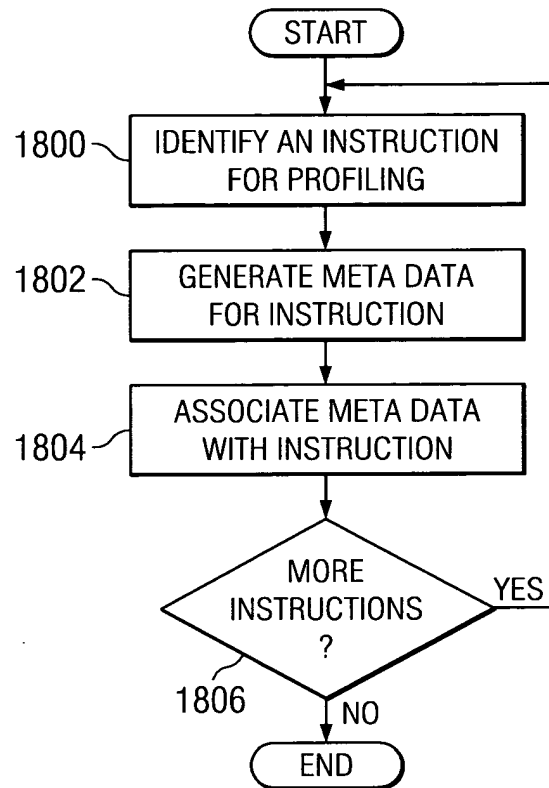 START
1800
IDENTIFY AN INSTRUCTION
FOR PROFILING
1802
GENERATE META DATA
FOR INSTRUCTION
1804
ASSOCIATE META DATA
WITH INSTRUCTION
MORE
INSTRUCTIONS
?
YES
1806
NO
END